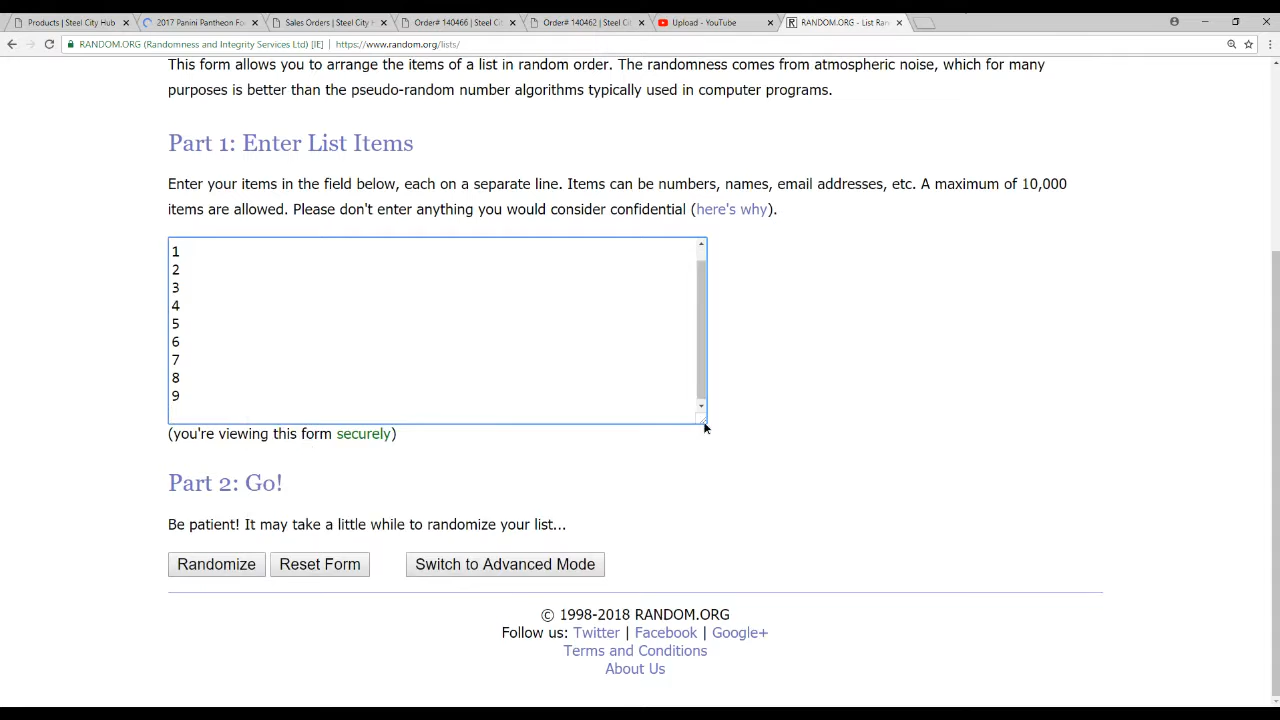 Products | Steel City Hub
2017 Panini Pantheon Fo
Sales Orders | Steel City H
Order# 140466 | Steel Ci
Order# 140462 | Steel Ci
Upload - YouTube
RANDOM.ORG - List Ran
RANDOM.ORG (Randomness and Integrity Services Ltd) [IE] | https://www.random.org/lists/
This form allows you to arrange the items of a list in random order. The randomness comes from atmospheric noise, which for many
purposes is better than the pseudo-random number algorithms typically used in computer programs.
Part 1: Enter List Items
Enter your items in the field below, each on a separate line. Items can be numbers, names, email addresses, etc. A maximum of 10,000
items are allowed. Please don't enter anything you would consider confidential (here's why).
1
2
3
4
5
6
7
8
9
(you're viewing this form securely)
Part 2: Go!
Be patient! It may take a little while to randomize your list...
Randomize Reset Form Switch to Advanced Mode
© 1998-2018 RANDOM.ORG
Follow us: Twitter | Facebook | Google+
Terms and Conditions
About Us